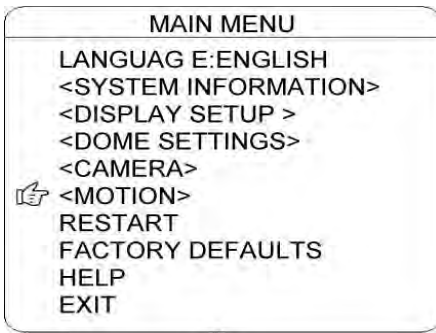 MAIN MENU
LANGUAG E:ENGLISH
<SYSTEM INFORMATION>
<DISPLAY SETUP >
<DOME SETTINGS>
<CAMERA>
<MOTION>
RESTART
FACTORY DEFAULTS
HELP
EXIT